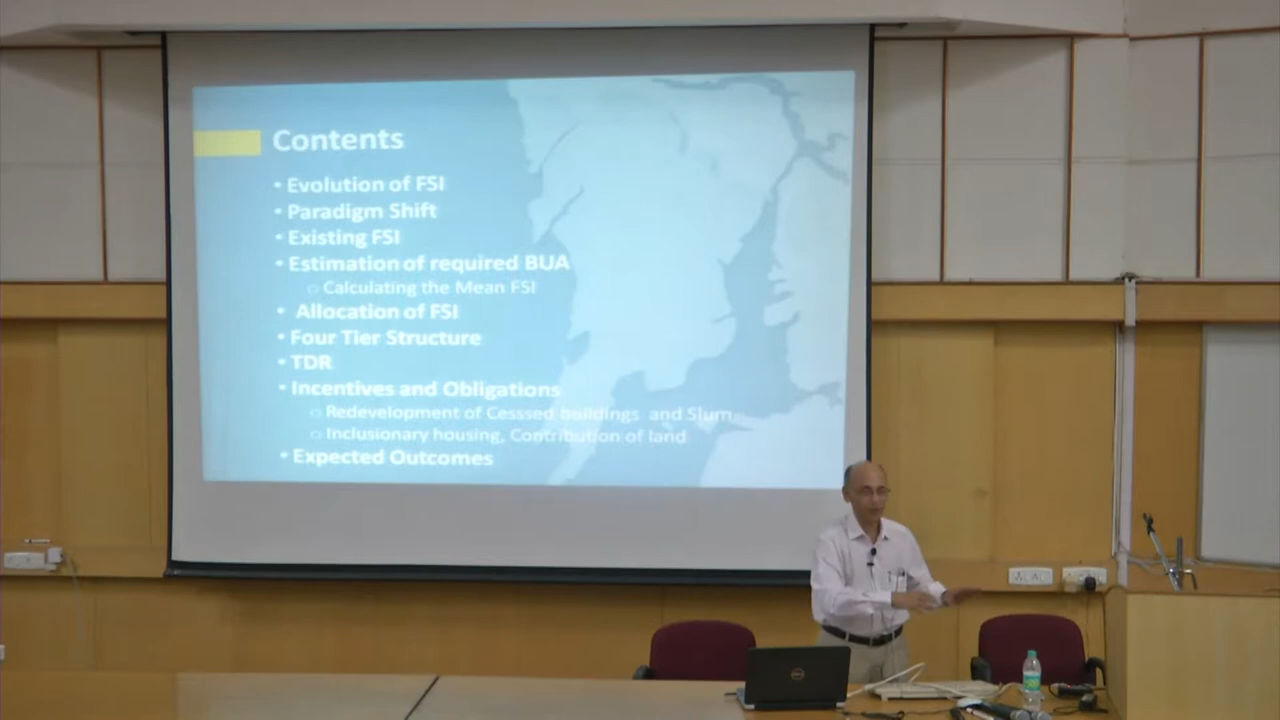 Contents
• Evolution of FSI
• Paradigm Shift
• Existing FSI
• Estimation of required BUA
o Calculating the Mean FSI
• Allocation of FSI
• Four Tier Structure
• TDR
• Incentives and Obligations
o Redevelopment of Cesssed buildings and Slum
o Inclusionary housing, Contribution of land
• Expected Outcomes
DELL